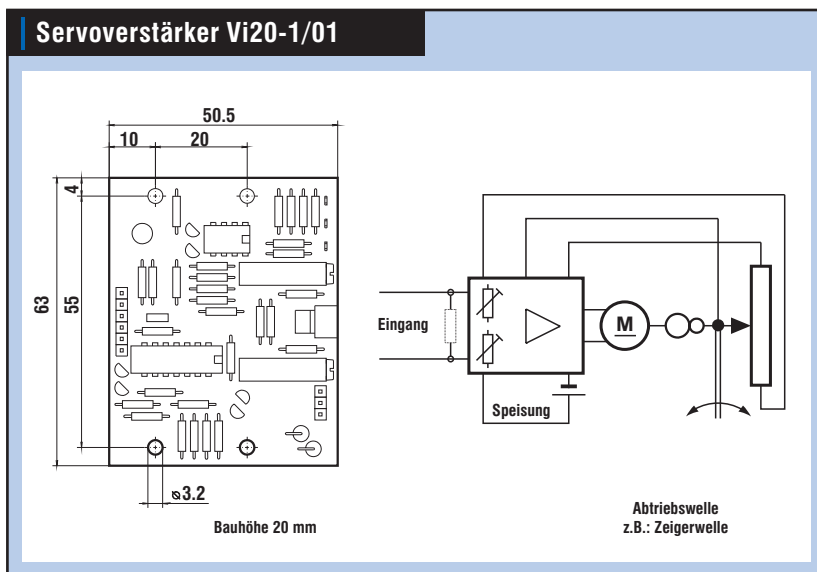 Servoverstärker Vi20-1/01
50.5
10
20
4
63
55
⌀3.2
Bauhöhe 20 mm
Eingang
M
Speisung
Abtriebswelle
z.B.: Zeigerwelle